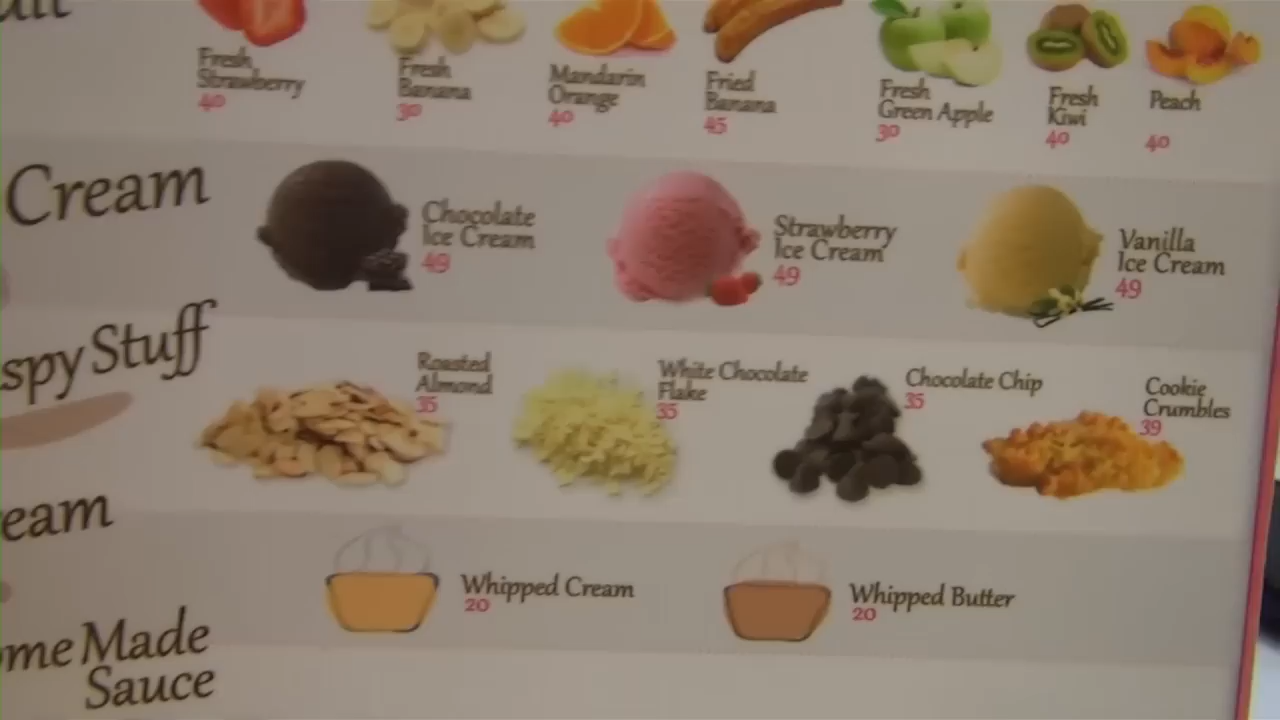 Fresh
Strawberry
40
Fresh
Banana
30
Mandarin
Orange
40
Fried
Banana
45
Fresh
Green Apple
30
Fresh
Kiwi
40
Peach
40
Cream
Chocolate
Ice Cream
49
Strawberry
Ice Cream
49
Vanilla
Ice Cream
49
spy Stuff
Roasted
Almond
35
White Chocolate
Flake
35
Chocolate Chip
35
Cookie
Crumbles
39
eam
Whipped Cream
20
Whipped Butter
20
ome Made
Sauce